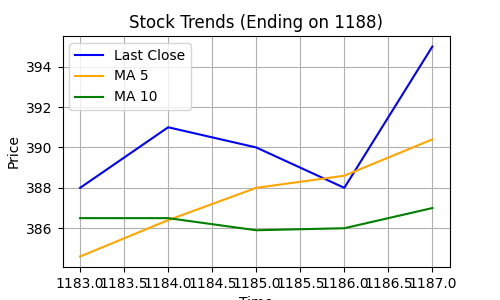 Stock Trends (Ending on 1188)
Last Close
MA 5
MA 10
Price
394
392
390
388
386
1183.0 1183.5 1184.0 1184.5 1185.0 1185.5 1186.0 1186.5 1187.0
Time